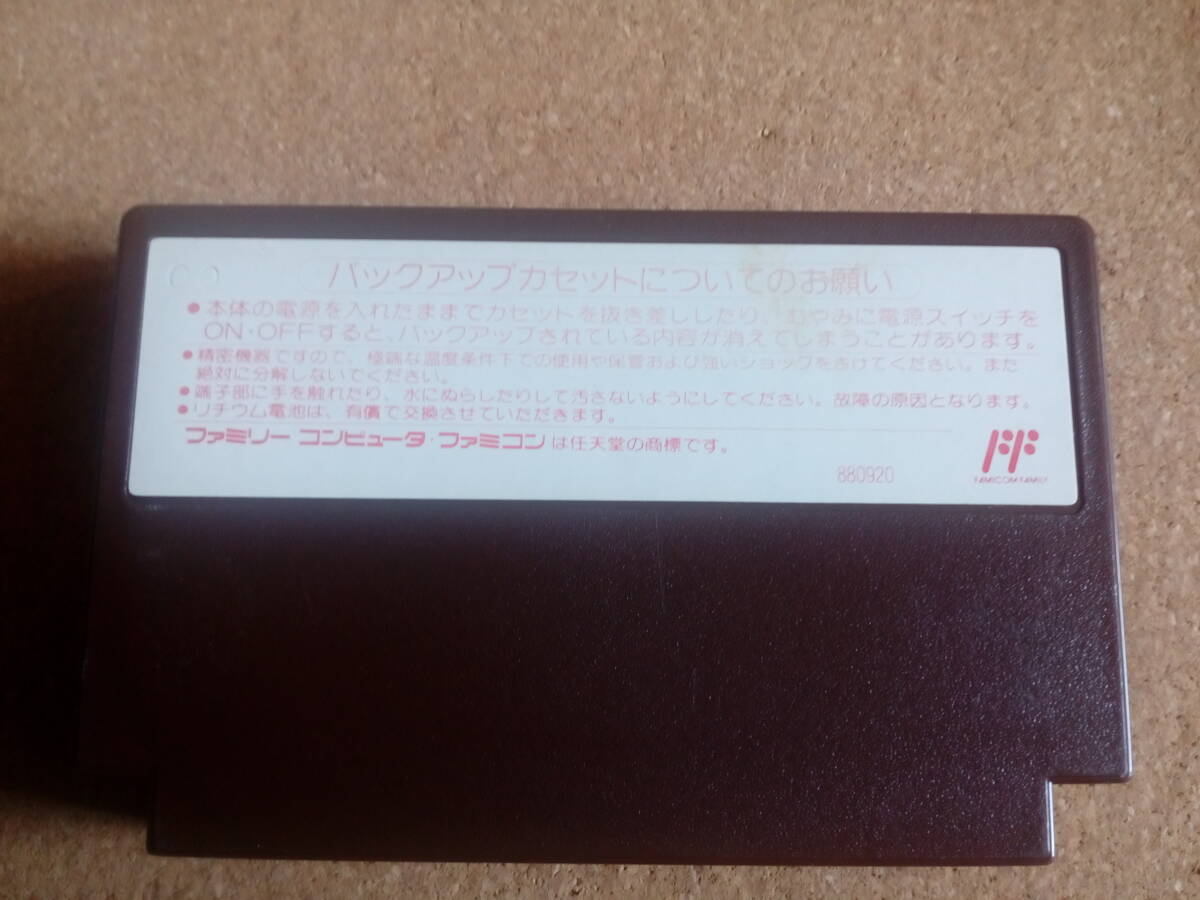 バックアップカセットについてのお願い
●本体の電源を入れたままでカセットを抜き差ししたり、むやみに電源スイッチを
ON・OFFすると、バックアップされている内容が消えてしまうことがあります。
●精密機器ですので、極端な温度条件下での使用や保管および強いショックをさけてください。また
絶対に分解しないでください。
●端子部に手を触れたり、水にぬらしたりして汚さないようにしてください。故障の原因となります。
●リチウム電池は、有償で交換させていただきます。
ファミリー コンピュータ・ファミコンは任天堂の商標です。
880920
FAMICOM FAMILY